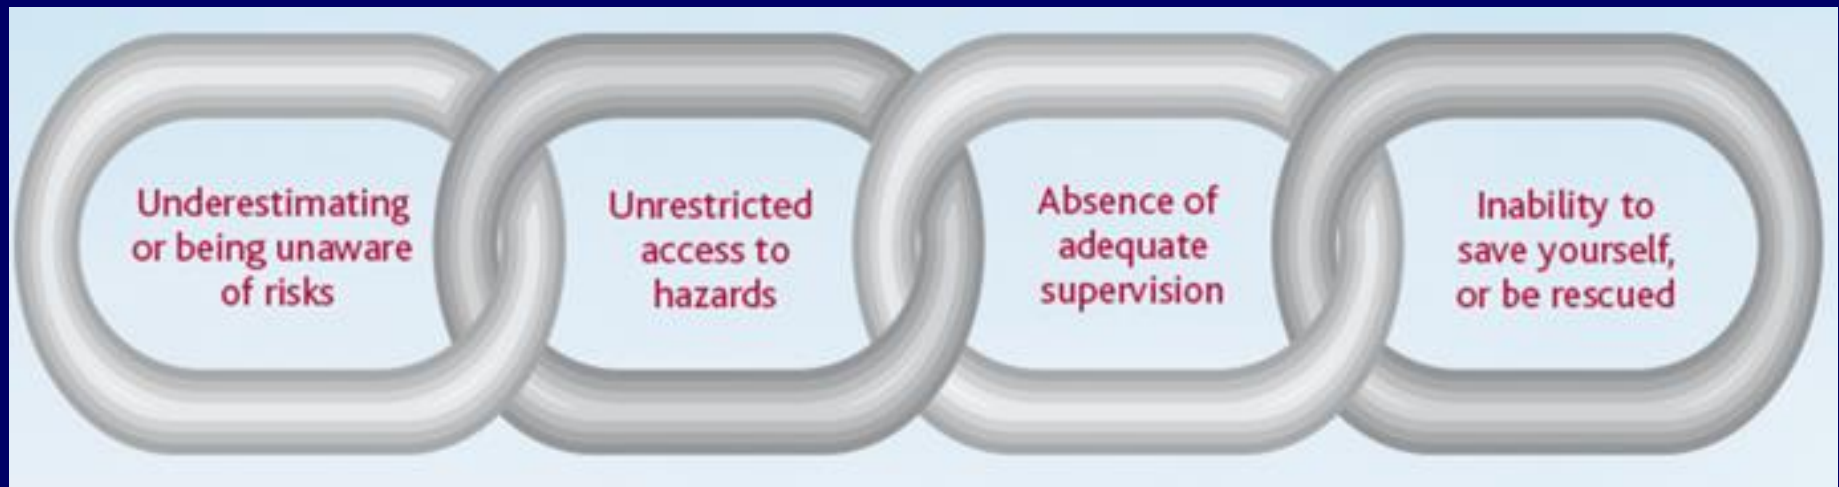 Underestimating
or being unaware
of risks
Unrestricted
access to
hazards
Absence of
adequate
supervision
Inability to
save yourself,
or be rescued